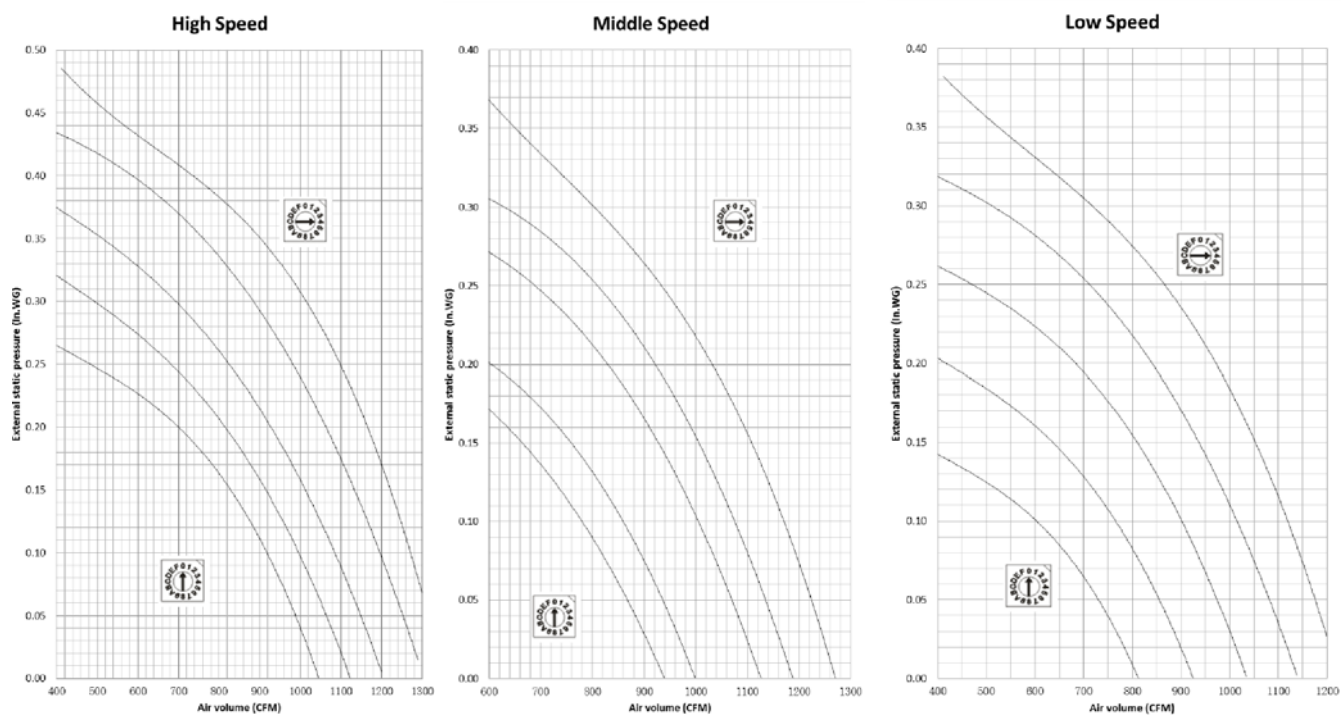 High Speed
0.50
0.45
0.40
0.35
0.30
0.25
0.20
0.15
0.10
0.05
0.00
External static pressure (In.WG)
400 500 600 700 800 900 1000 1100 1200 1300
Air volume (CFM)
0123456789ABCDEF
0123456789ABCDEF
Middle Speed
0.40
0.35
0.30
0.25
0.20
0.15
0.10
0.05
0.00
External static pressure (In.WG)
600 700 800 900 1000 1100 1200 1300
Air volume (CFM)
0123456789ABCDEF
0123456789ABCDEF
Low Speed
0.40
0.35
0.30
0.25
0.20
0.15
0.10
0.05
0.00
External static pressure (In.WG)
400 500 600 700 800 900 1000 1100 1200
Air volume (CFM)
0123456789ABCDEF
0123456789ABCDEF